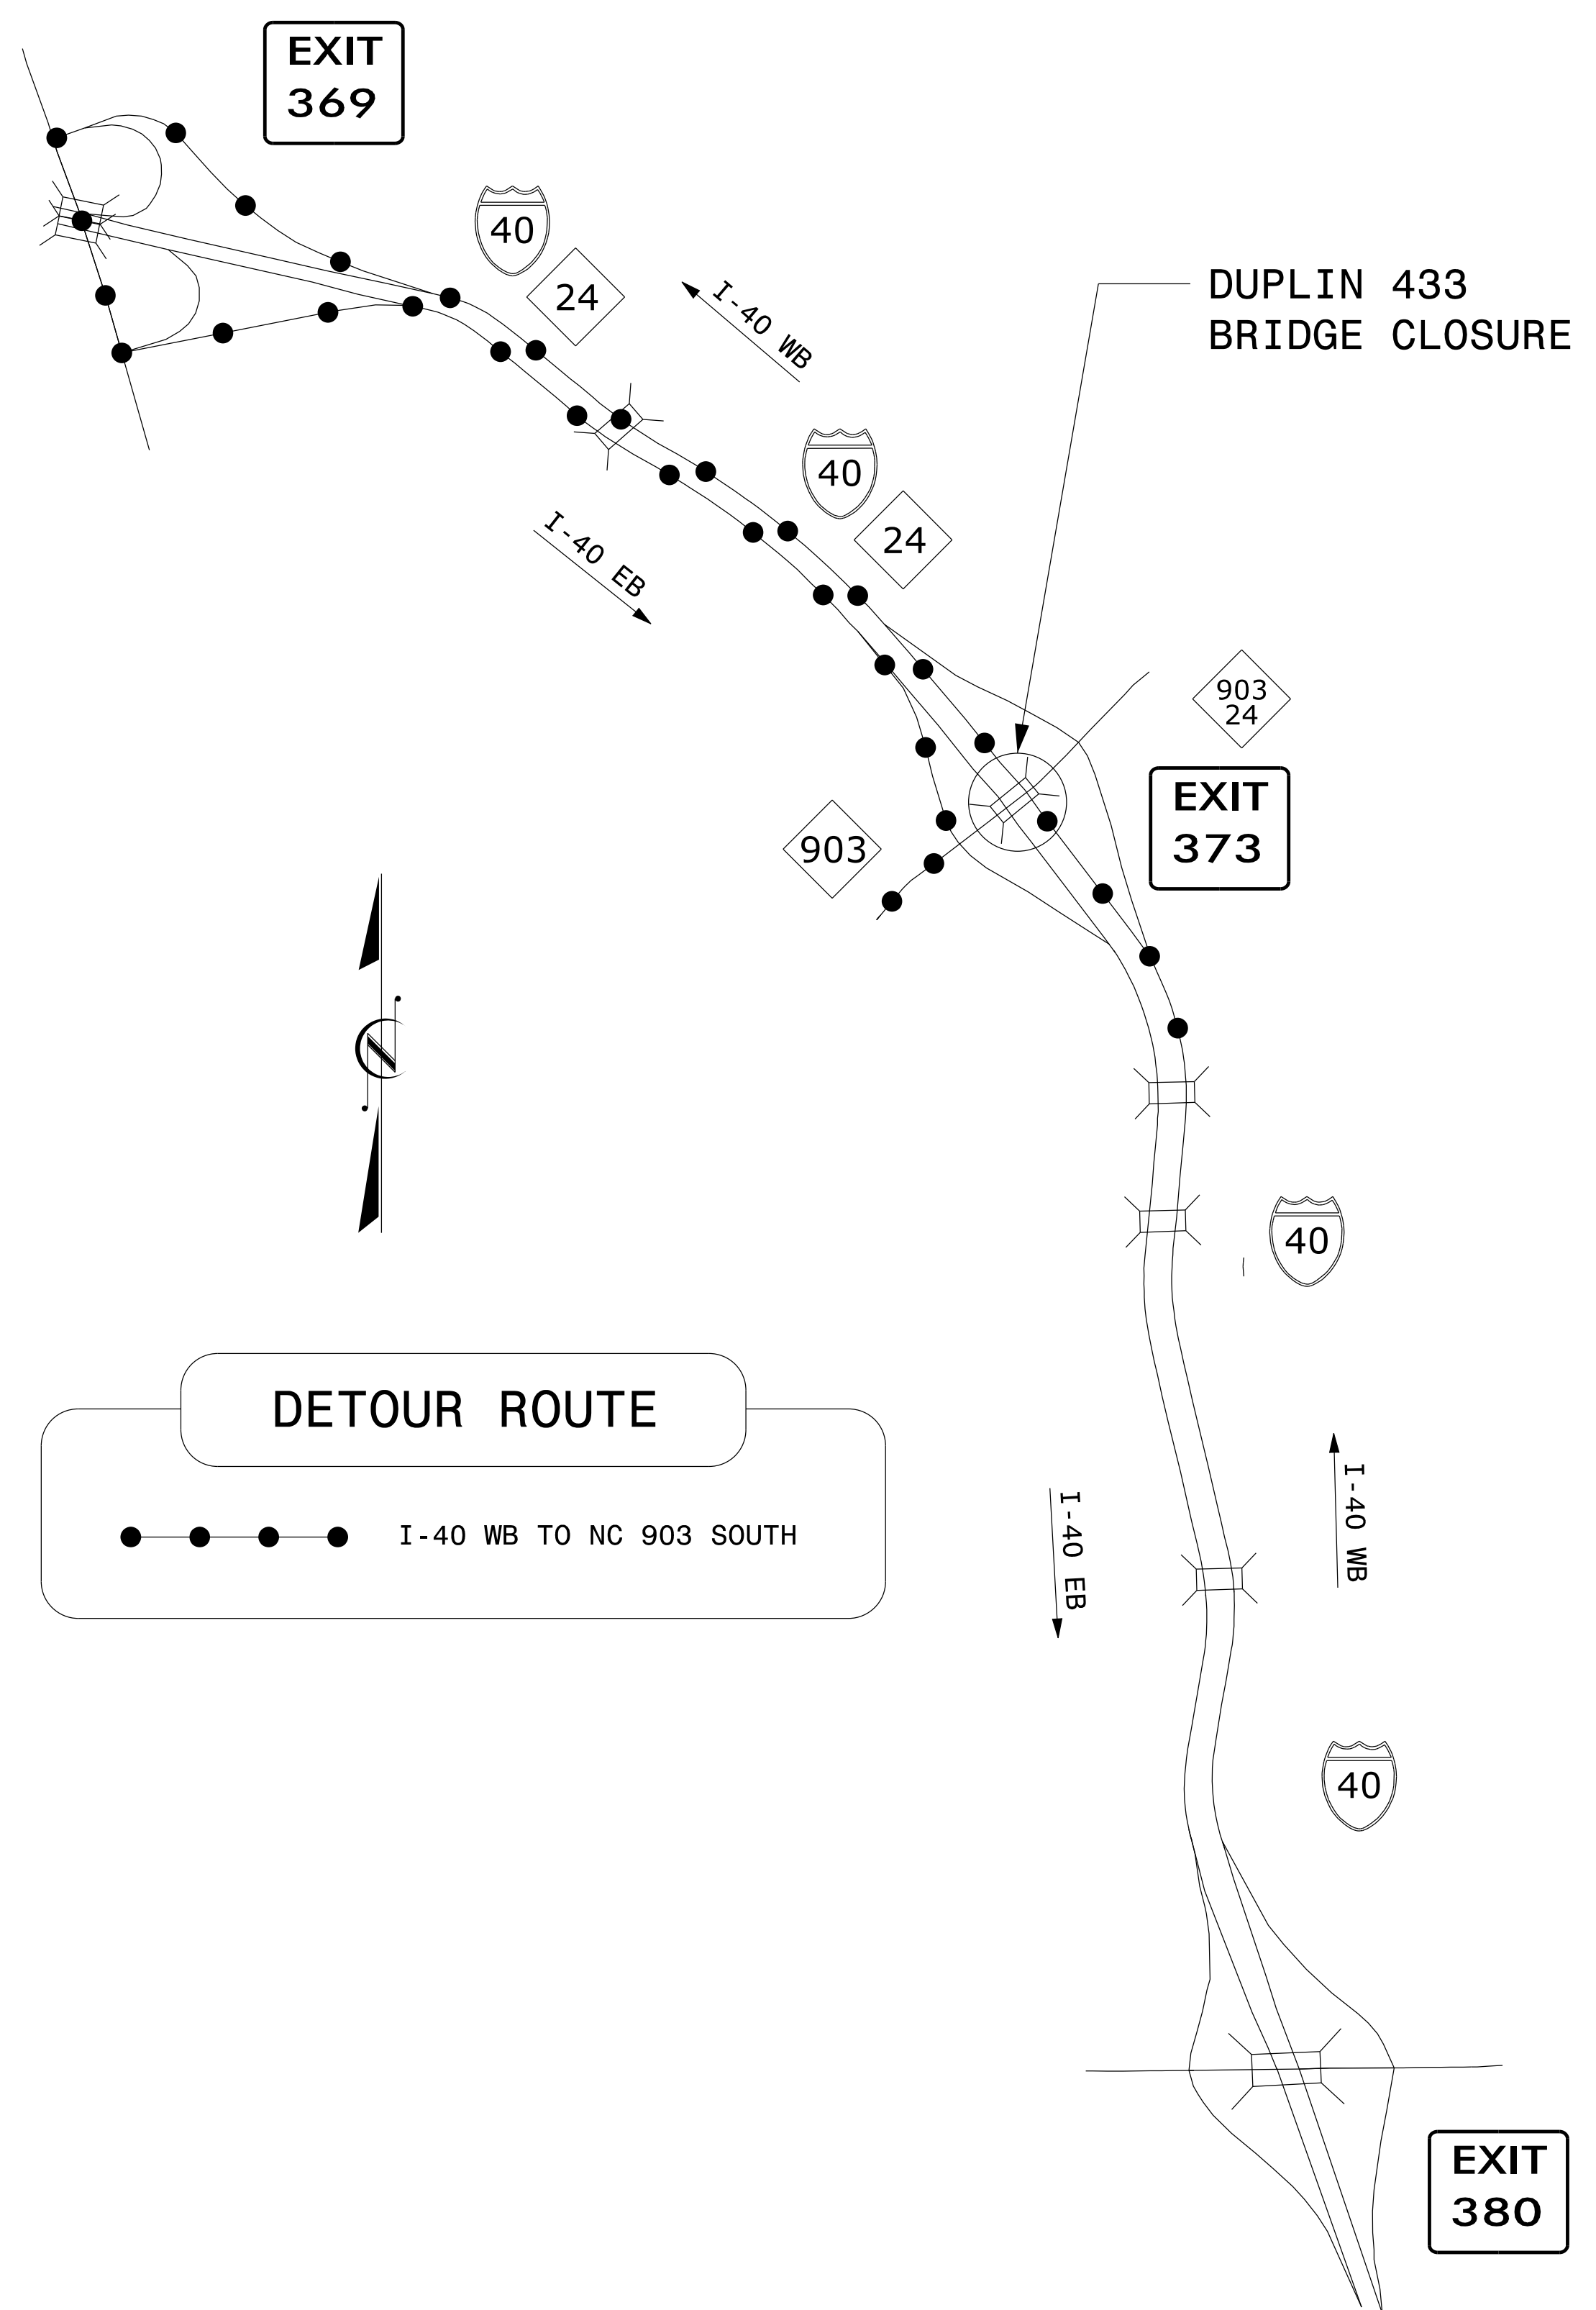 EXIT
369
40
24
I-40 WB
DUPLIN 433
BRIDGE CLOSURE
40
24
I-40 EB
903
24
EXIT
373
903
N
40
DETOUR ROUTE
I-40 WB TO NC 903 SOUTH
I-40 EB
I-40 WB
40
EXIT
380